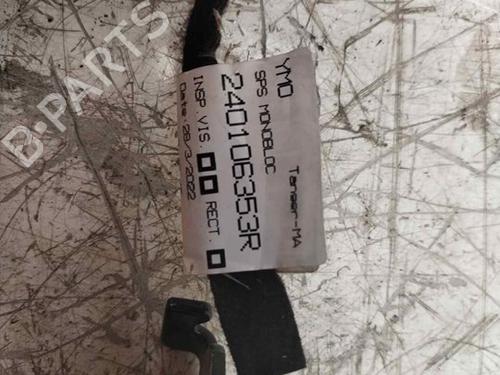 YMO Tanger-MA
SPS MONOBLOC
240106353R
INSP VIS. RECT.
Date:28/3/2022
B-PARTS